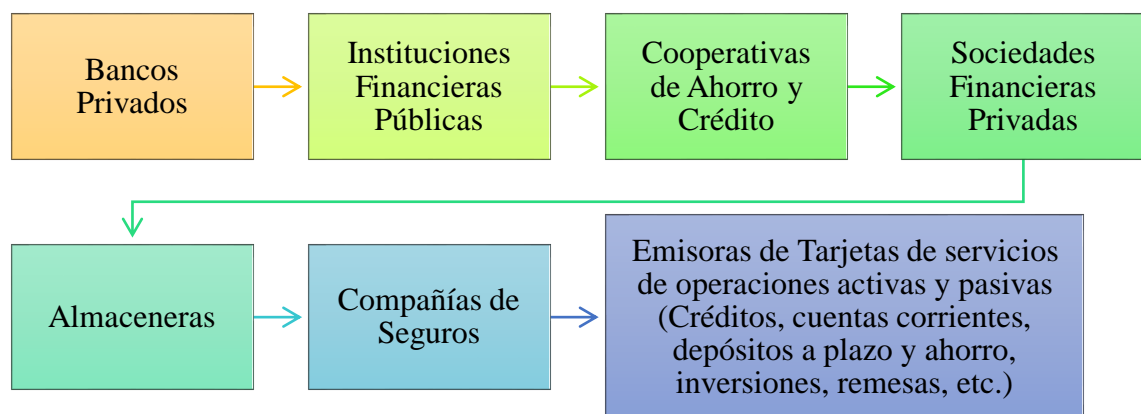 Bancos
Privados
Instituciones
Financieras
Públicas
Cooperativas
de Ahorro y
Crédito
Sociedades
Financieras
Privadas
Almaceneras
Compañías de
Seguros
Emisoras de Tarjetas de servicios
de operaciones activas y pasivas
(Créditos, cuentas corrientes,
depósitos a plazo y ahorro,
inversiones, remesas, etc.)